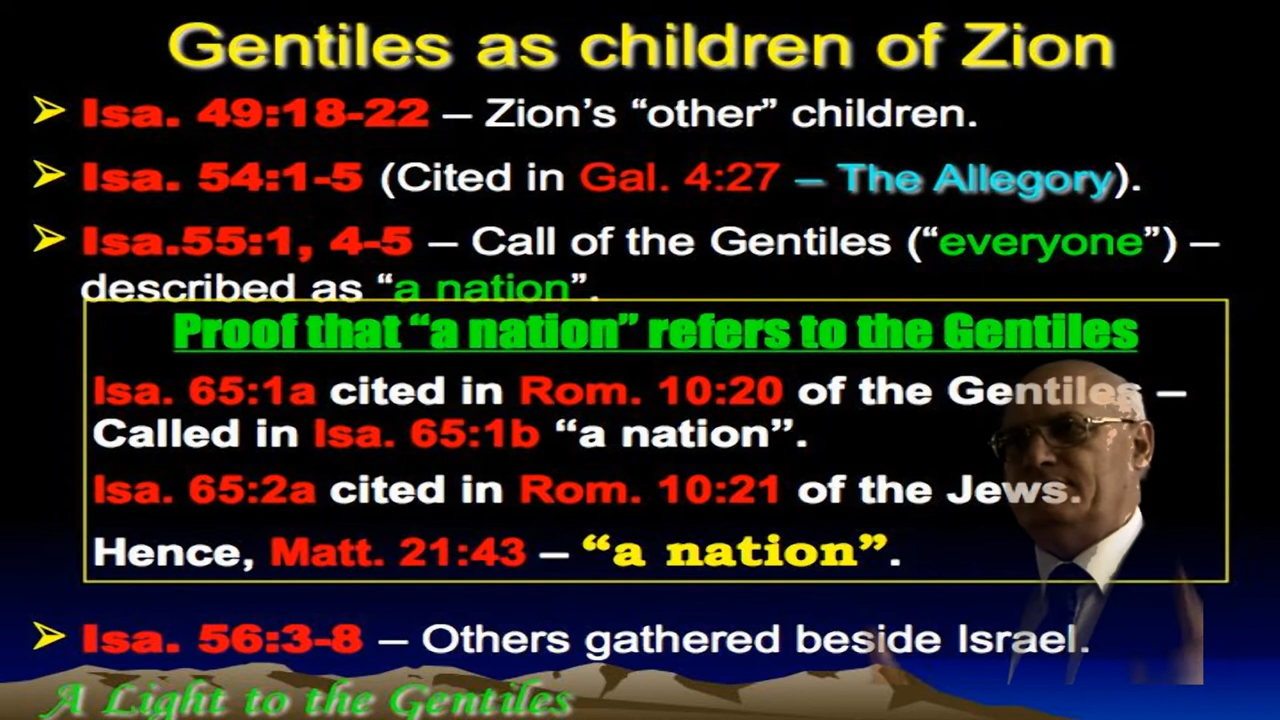 Gentiles as children of Zion
Isa. 49:18-22 – Zion's “other” children.
Isa. 54:1-5 (Cited in Gal. 4:27 – The Allegory).
Isa.55:1, 4-5 – Call of the Gentiles (“everyone”) –
described as “a nation”.
Proof that “a nation” refers to the Gentiles
Isa. 65:1a cited in Rom. 10:20 of the Gentiles –
Called in Isa. 65:1b “a nation”.
Isa. 65:2a cited in Rom. 10:21 of the Jews.
Hence, Matt. 21:43 – “a nation”.
Isa. 56:3-8 – Others gathered beside Israel.
A Light to the Gentiles